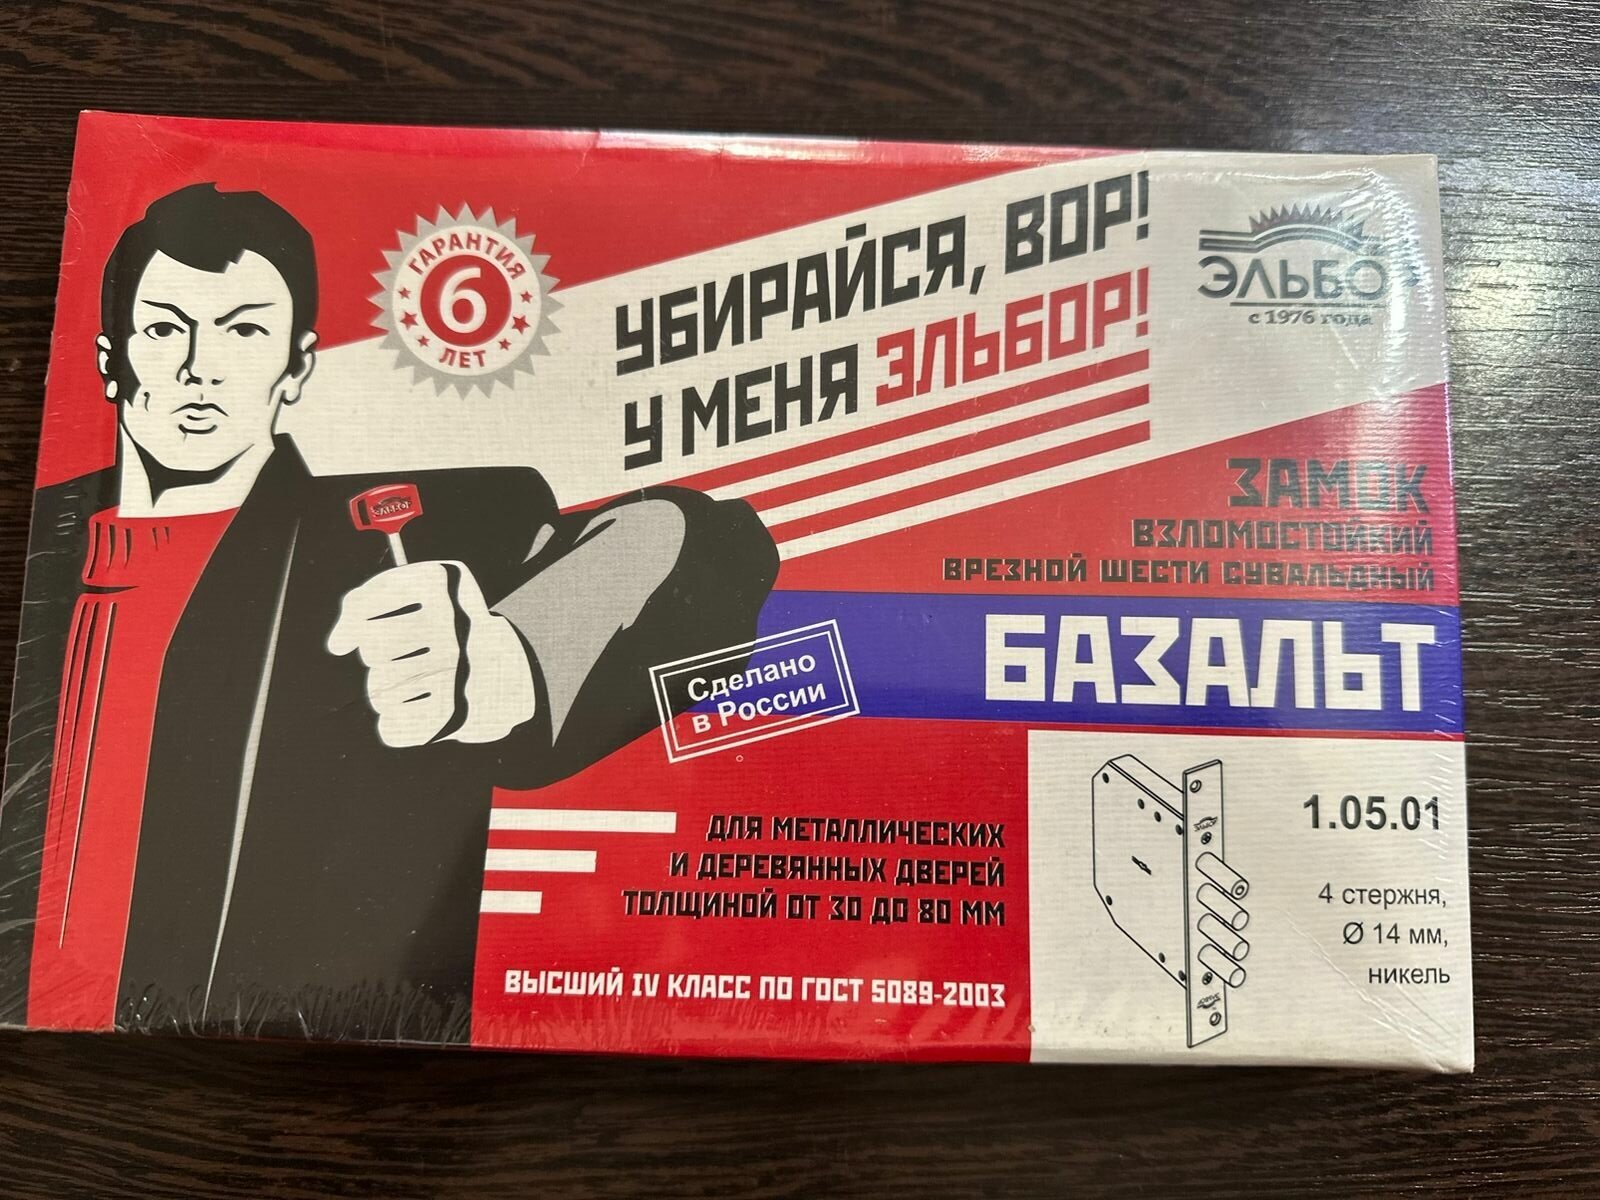 ГАРАНТИЯ
6
ЛЕТ
УБИРАЙСЯ, ВОР!
У МЕНЯ ЭЛЬБОР!
ЭЛЬБОР
с 1976 года
ЭЛЬБОР
ЗАМОК
ВЗЛОМОСТОЙКИЙ
ВРЕЗНОЙ ШЕСТИ СУВАЛЬДНЫЙ
БАЗАЛЬТ
Сделано
в России
ДЛЯ МЕТАЛЛИЧЕСКИХ
И ДЕРЕВЯННЫХ ДВЕРЕЙ
ТОЛЩИНОЙ ОТ 30 ДО 80 ММ
ВЫСШИЙ IV КЛАСС ПО ГОСТ 5089-2003
1.05.01
4 стержня,
Ø 14 мм,
никель